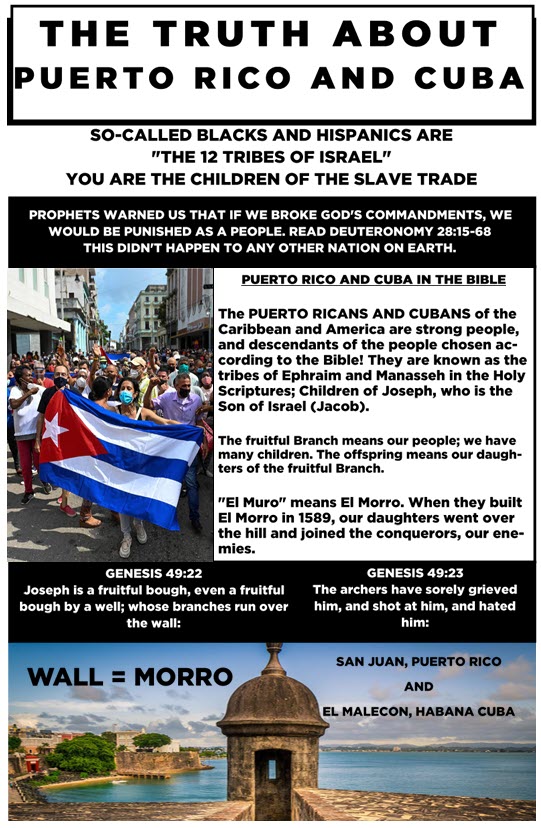 THE TRUTH ABOUT
PUERTO RICO AND CUBA
SO-CALLED BLACKS AND HISPANICS ARE
"THE 12 TRIBES OF ISRAEL"
YOU ARE THE CHILDREN OF THE SLAVE TRADE
PROPHETS WARNED US THAT IF WE BROKE GOD'S COMMANDMENTS, WE
WOULD BE PUNISHED AS A PEOPLE. READ DEUTERONOMY 28:15-68
THIS DIDN'T HAPPEN TO ANY OTHER NATION ON EARTH.
PUERTO RICO AND CUBA IN THE BIBLE
The PUERTO RICANS AND CUBANS of the
Caribbean and America are strong people,
and descendants of the people chosen ac-
cording to the Bible! They are known as the
tribes of Ephraim and Manasseh in the Holy
Scriptures; Children of Joseph, who is the
Son of Israel (Jacob).
The fruitful Branch means our people; we have
many children. The offspring means our daugh-
ters of the fruitful Branch.
"El Muro" means El Morro. When they built
El Morro in 1589, our daughters went over
the hill and joined the conquerors, our ene-
mies.
GENESIS 49:22
Joseph is a fruitful bough, even a fruitful
bough by a well; whose branches run over
the wall:
GENESIS 49:23
The archers have sorely grieved
him, and shot at him, and hated
him:
WALL = MORRO
SAN JUAN, PUERTO RICO
AND
EL MALECON, HABANA CUBA